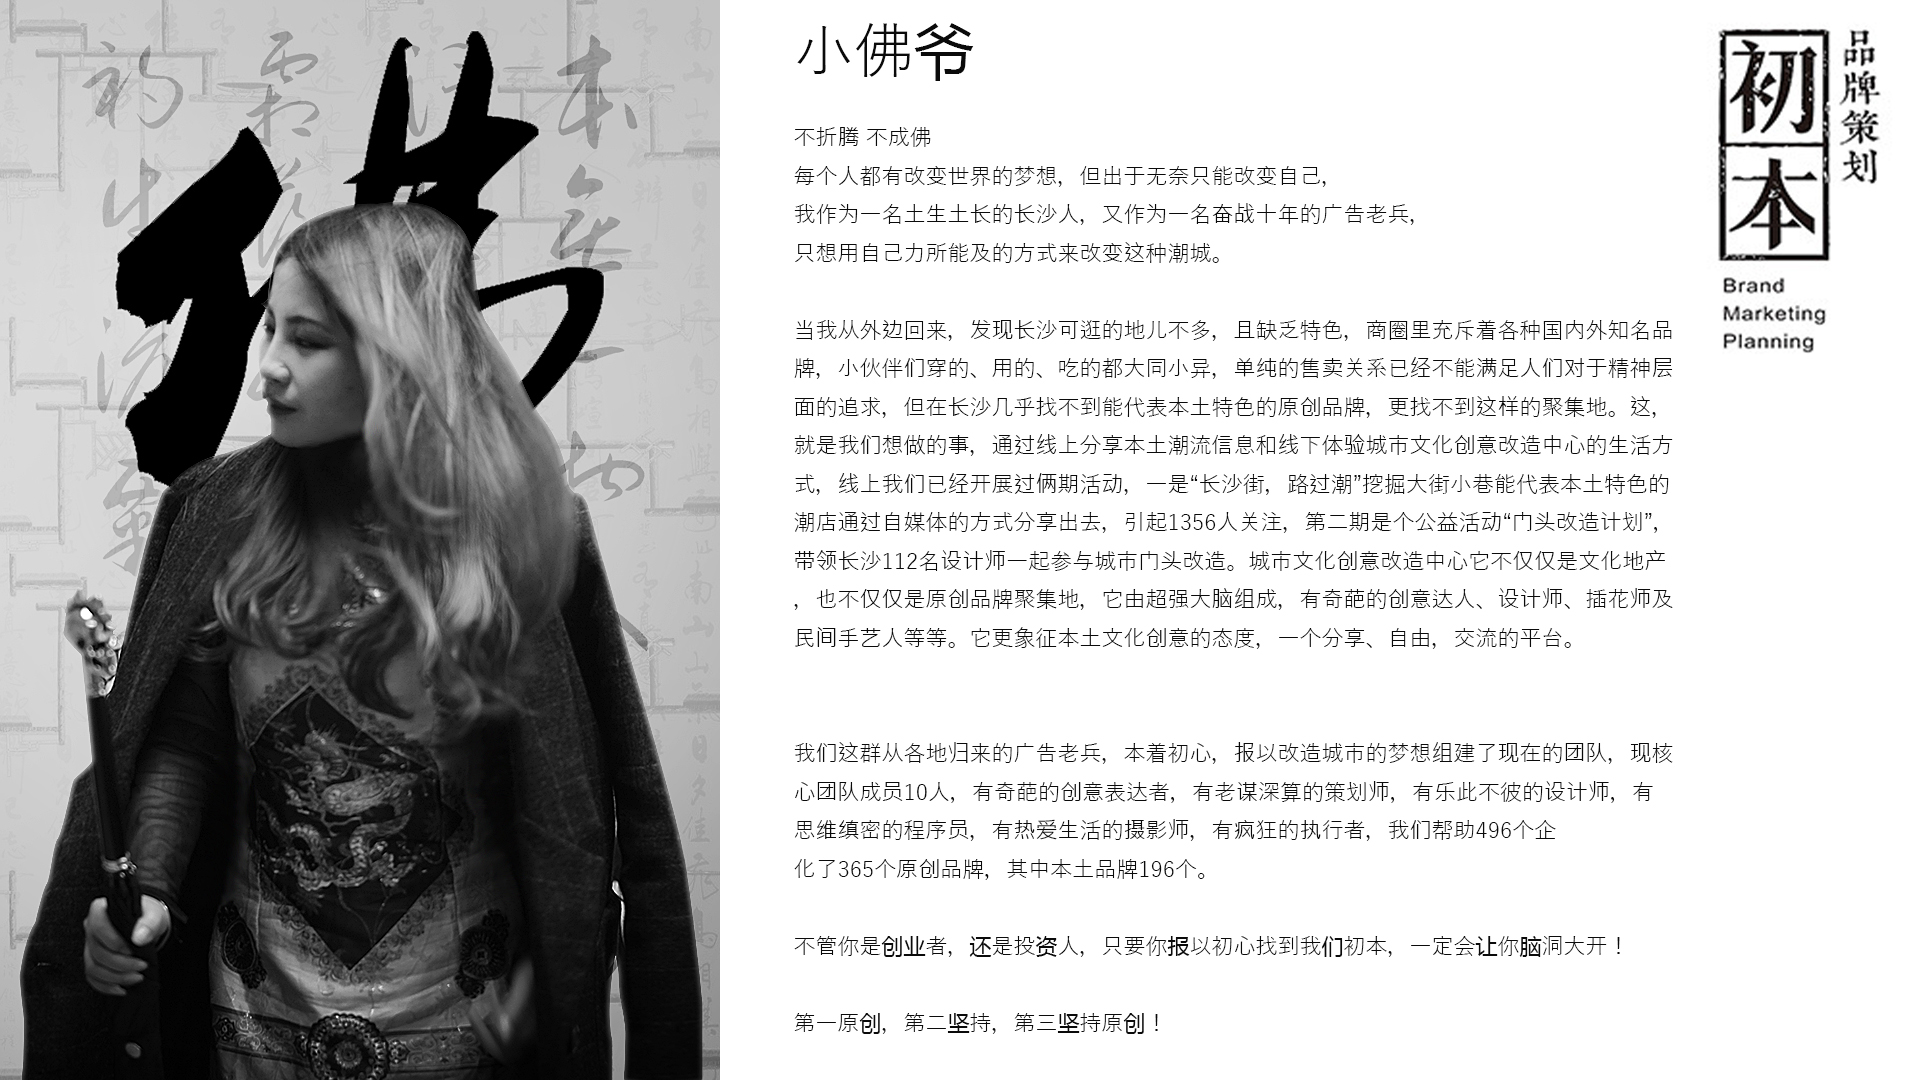 小佛爷
不折腾 不成佛
每个人都有改变世界的梦想，但出于无奈只能改变自己，
我作为一名土生土长的长沙人，又作为一名奋战十年的广告老兵，
只想用自己力所能及的方式来改变这种潮城。
当我从外边回来，发现长沙可逛的地儿不多，且缺乏特色，商圈里充斥着各种国内外知名品
牌，小伙伴们穿的、用的、吃的都大同小异，单纯的售卖关系已经不能满足人们对于精神层
面的追求，但在长沙几乎找不到能代表本土特色的原创品牌，更找不到这样的聚集地。这，
就是我们想做的事，通过线上分享本土潮流信息和线下体验城市文化创意改造中心的生活方
式，线上我们已经开展过俩期活动，一是“长沙街，路过潮”挖掘大街小巷能代表本土特色的
潮店通过自媒体的方式分享出去，引起1356人关注，第二期是个公益活动“门头改造计划”，
带领长沙112名设计师一起参与城市门头改造。城市文化创意改造中心它不仅仅是文化地产
，也不仅仅是原创品牌聚集地，它由超强大脑组成，有奇葩的创意达人、设计师、插花师及
民间手艺人等等。它更象征本土文化创意的态度，一个分享、自由，交流的平台。
我们这群从各地归来的广告老兵，本着初心，报以改造城市的梦想组建了现在的团队，现核
心团队成员10人，有奇葩的创意表达者，有老谋深算的策划师，有乐此不彼的设计师，有
思维缜密的程序员，有热爱生活的摄影师，有疯狂的执行者，我们帮助496个企
化了365个原创品牌，其中本土品牌196个。
不管你是创业者，还是投资人，只要你报以初心找到我们初本，一定会让你脑洞大开！
第一原创，第二坚持，第三坚持原创！
初本
品牌策划
Brand
Marketing
Planning
佛